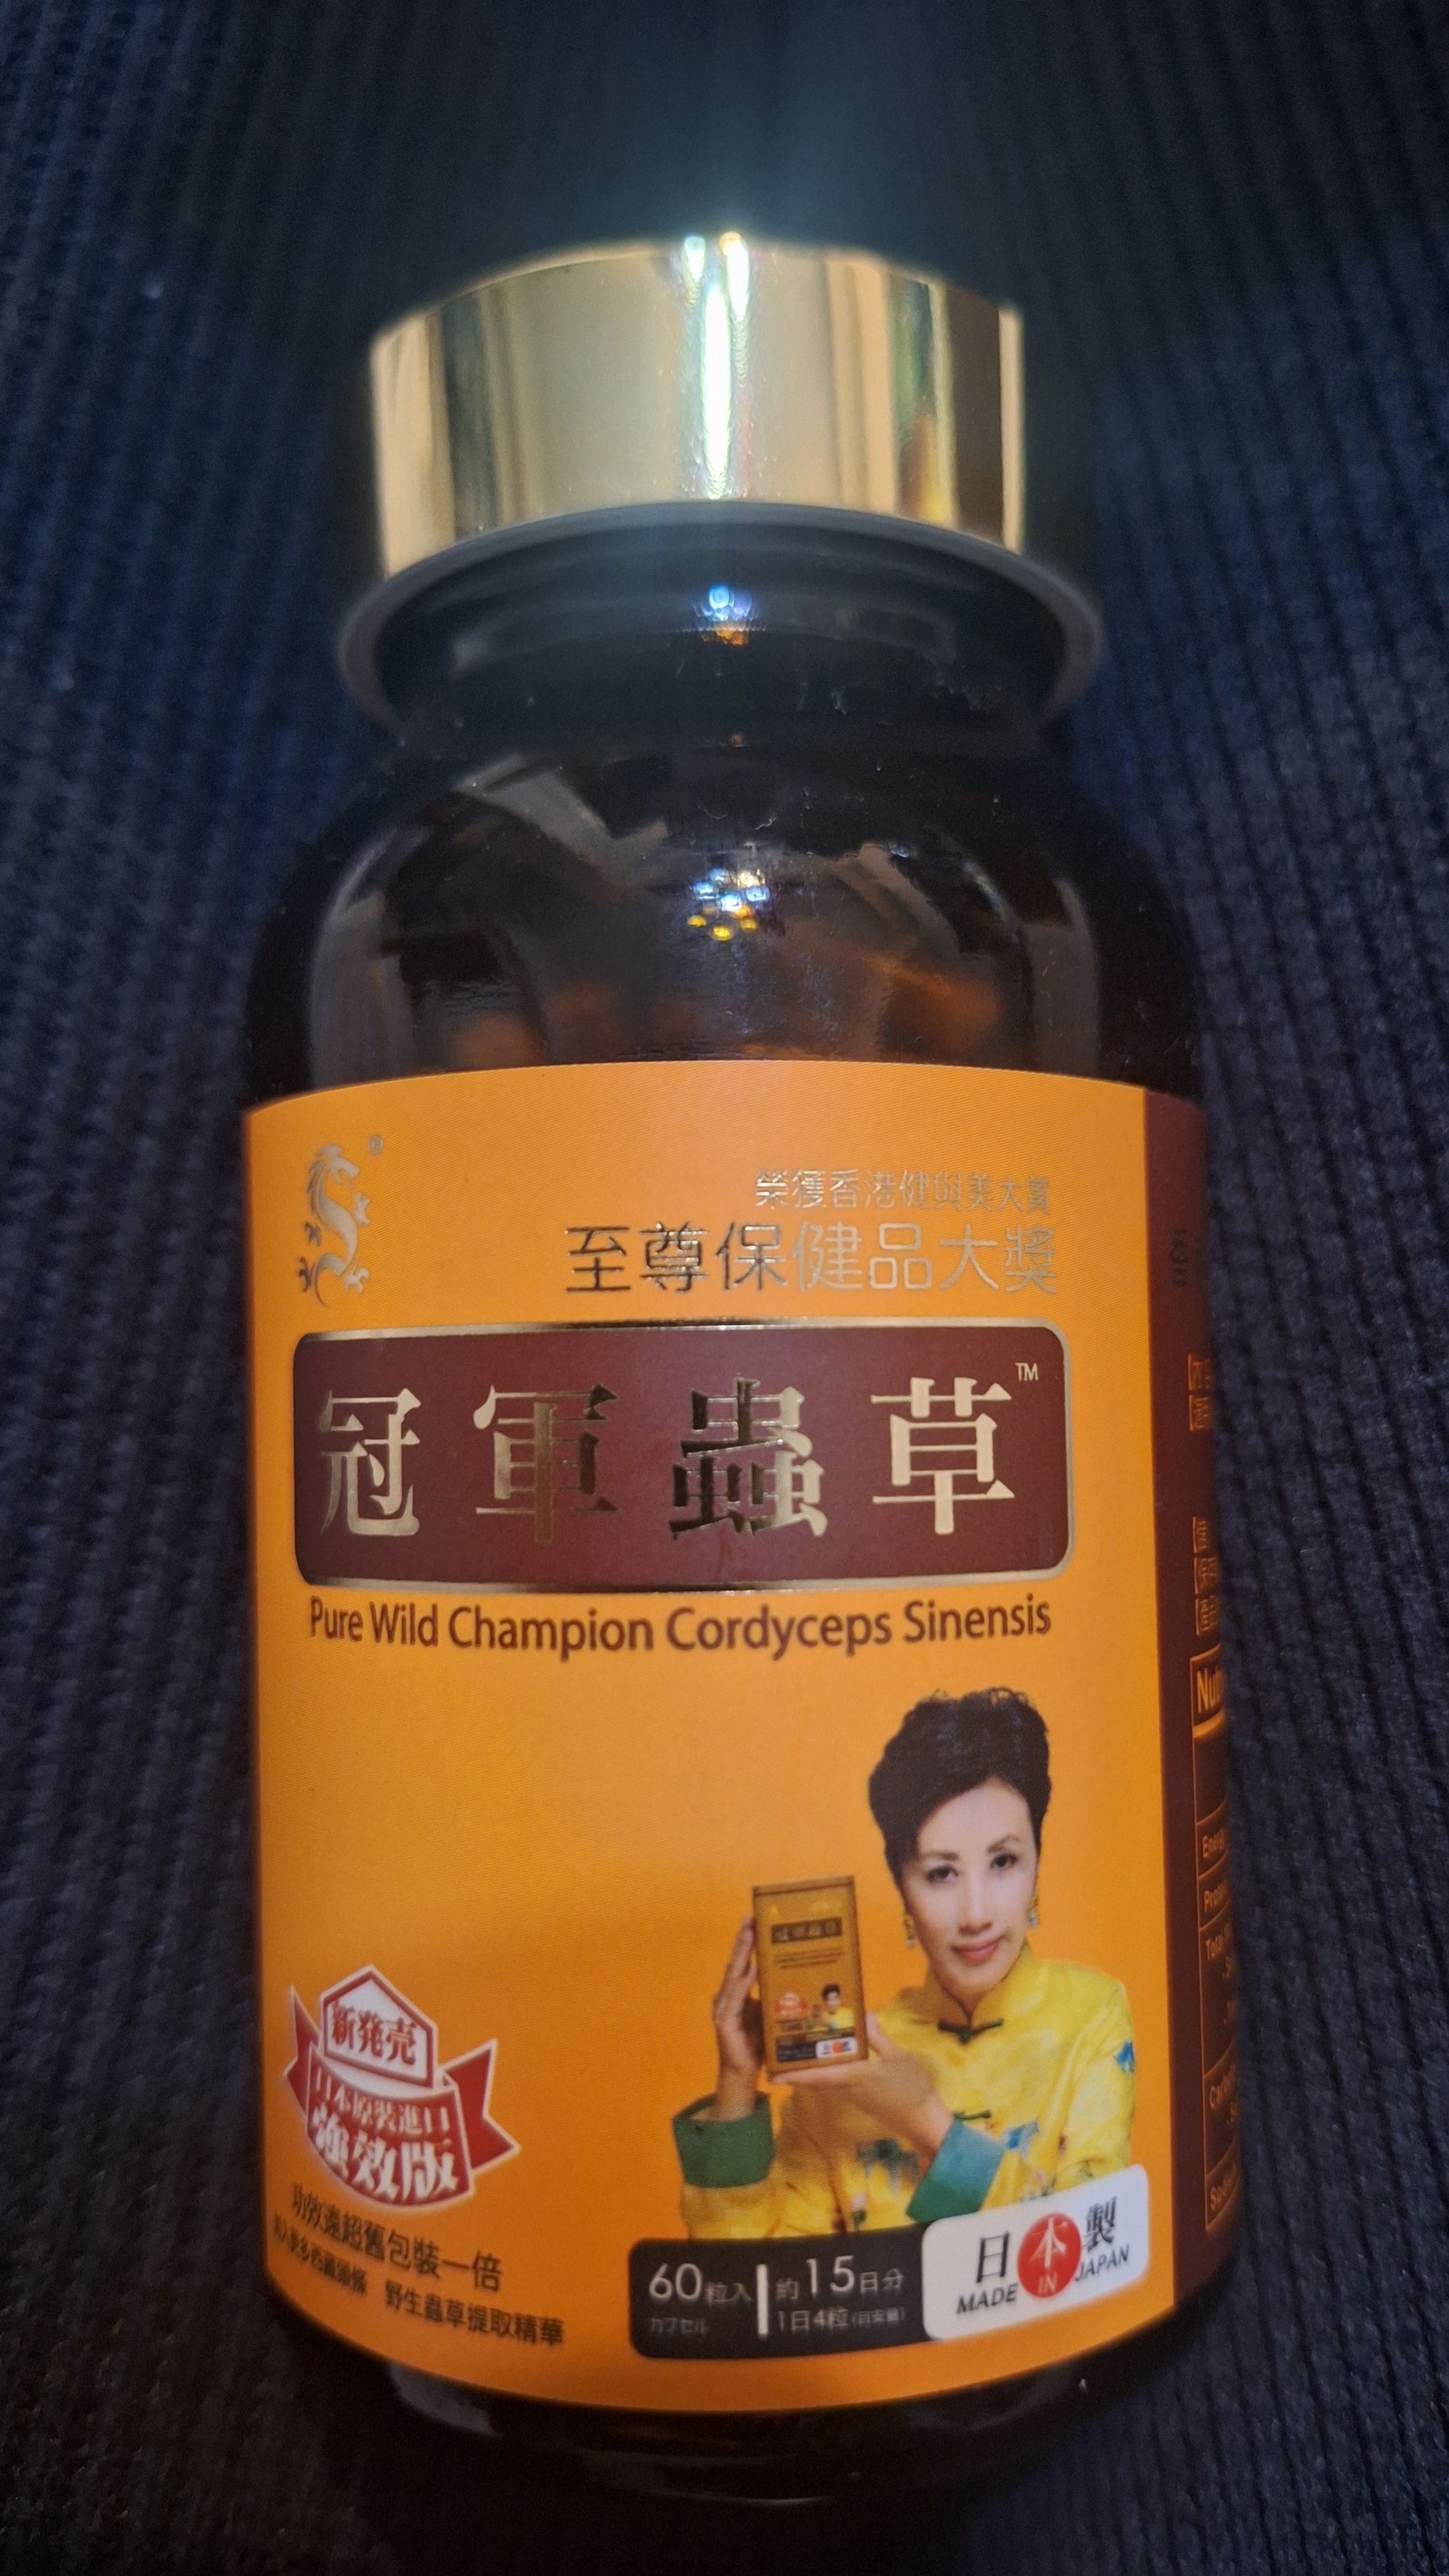 ®
榮獲香港健與美大賞
至尊保健品大獎
冠軍蟲草™
Pure Wild Champion Cordyceps Sinensis
新発売
日本原装進口
強效版
功效遠超舊包裝一倍
野生蟲草提取精華
60粒入
カプセル
約15日分
1日4粒(目安量)
日本製
MADE IN JAPAN